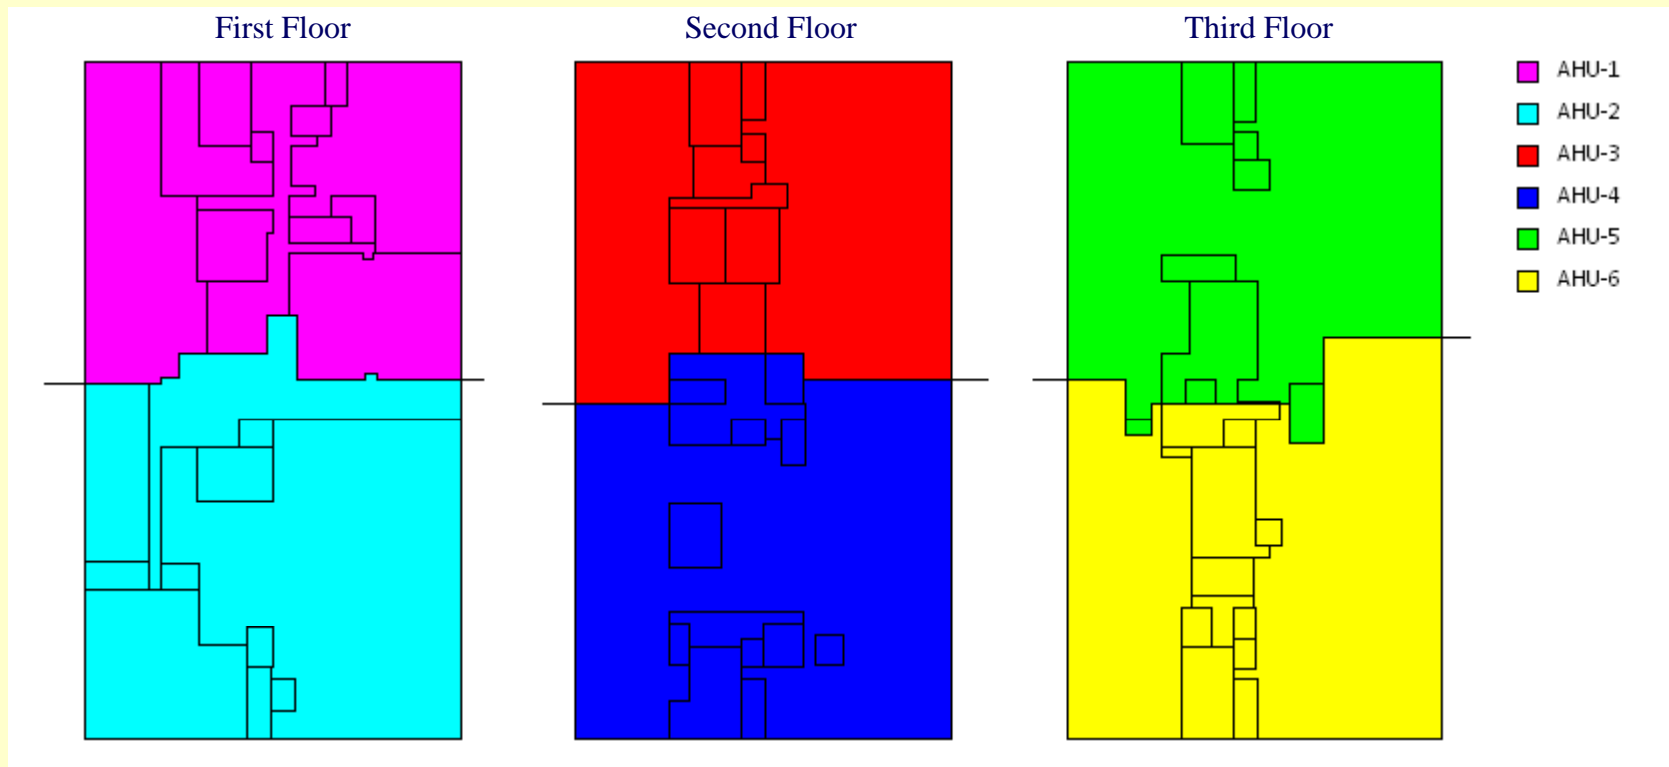 First Floor
Second Floor
Third Floor
AHU-1
AHU-2
AHU-3
AHU-4
AHU-5
AHU-6